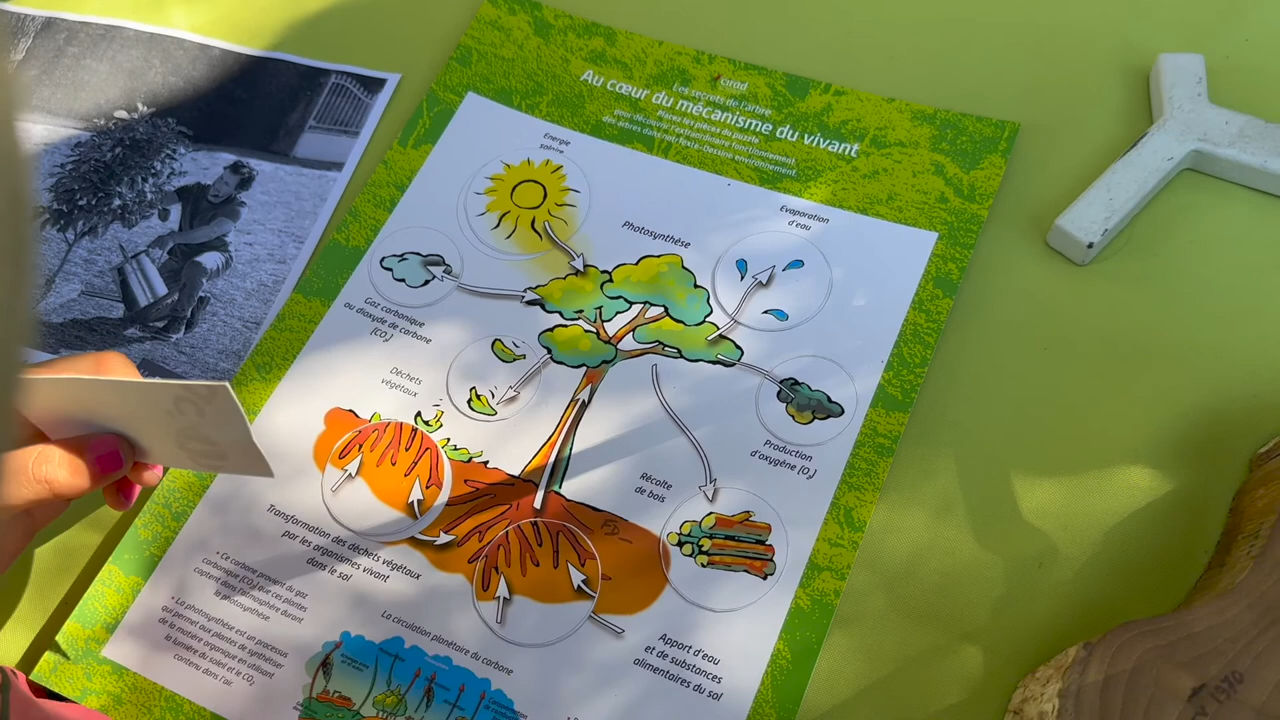 cirad
Les secrets de l'arbre
Au cœur du mécanisme du vivant
Placez les pièces du puzzle
pour découvrir l'extraordinaire fonctionnement
des arbres dans notr
Energie
solaire
Photosynthèse
Evaporation
d'eau
Gaz carbonique
ou dioxyde de carbone
(CO₂)
Déchets
végétaux
Production
d'oxygène (O₂)
Récolte
de bois
Transformation des déchets végétaux
par les organismes vivant
dans le sol
Apport d'eau
et de substances
alimentaires du sol
• Ce carbone provient du gaz
carbonique (CO₂) que ces plantes
captent dans l'atmosphère durant
la photosynthèse.
• La photosynthèse est un processus
qui permet aux plantes de synthétiser
de la matière organique en utilisant
la lumière du soleil et le CO₂
contenu dans l'air.
La circulation planétaire du carbone
1970